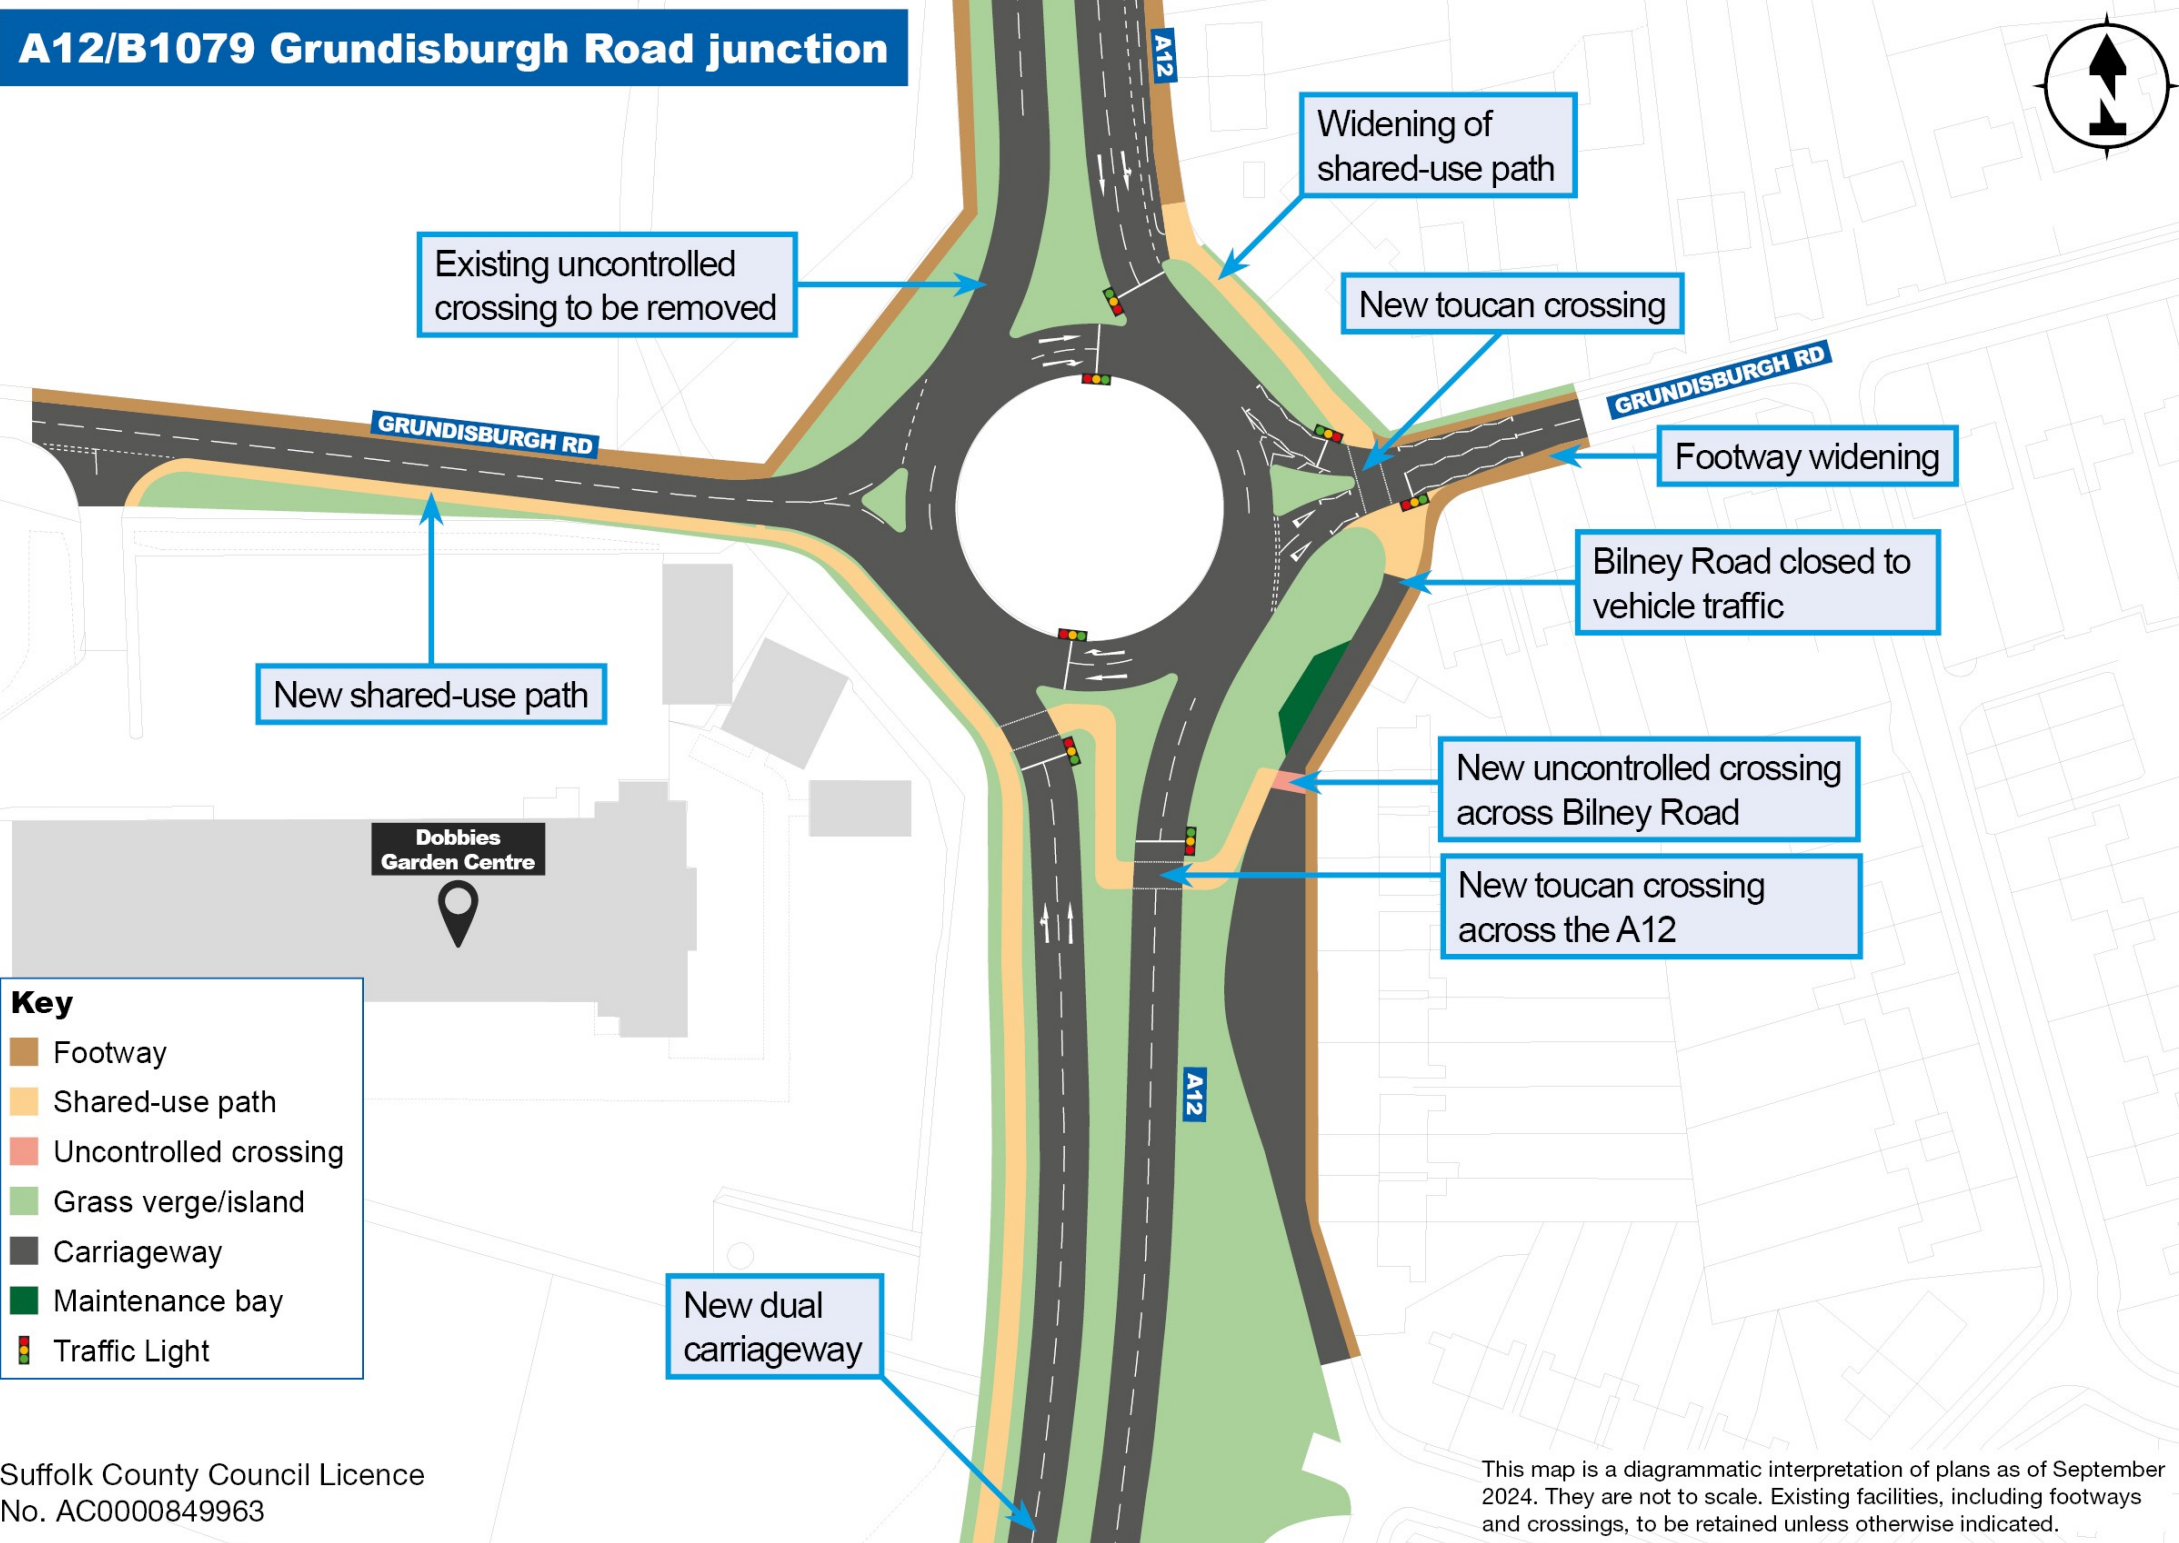 A12/B1079 Grundisburgh Road junction
A12
N
Widening of
shared-use path
Existing uncontrolled
crossing to be removed
New toucan crossing
GRUNDISBURGH RD
GRUNDISBURGH RD
Footway widening
Bilney Road closed to
vehicle traffic
New shared-use path
New uncontrolled crossing
across Bilney Road
Dobbies
Garden Centre
New toucan crossing
across the A12
Key
Footway
Shared-use path
Uncontrolled crossing
Grass verge/island
Carriageway
Maintenance bay
Traffic Light
A12
New dual
carriageway
Suffolk County Council Licence
No. AC0000849963
This map is a diagrammatic interpretation of plans as of September
2024. They are not to scale. Existing facilities, including footways
and crossings, to be retained unless otherwise indicated.